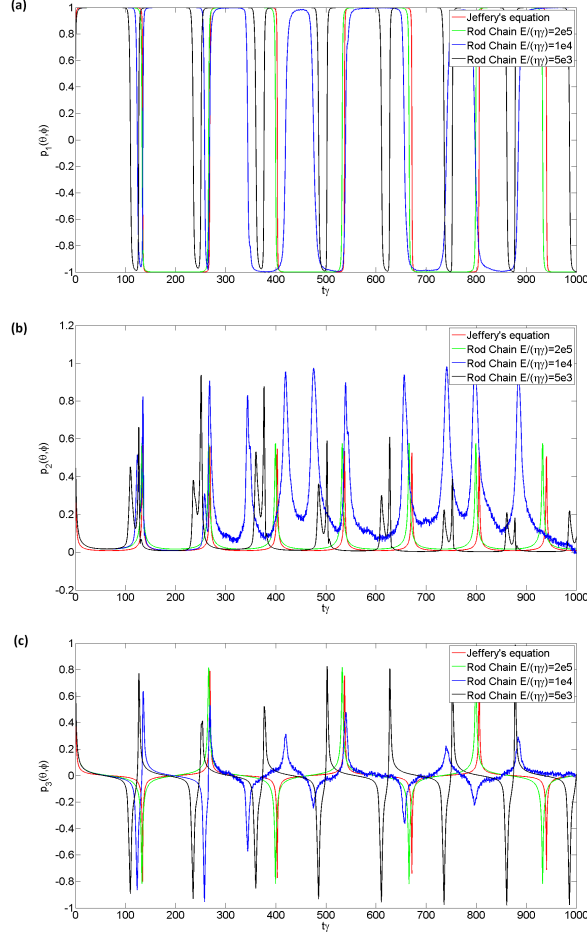 (a)
1
0.8
0.6
0.4
0.2
0
-0.2
-0.4
-0.6
-0.8
-1
p1(θ,ϕ)
Jeffery's equation
Rod Chain E/(ηγ)=2e5
Rod Chain E/(ηγ)=1e4
Rod Chain E/(ηγ)=5e3
0 100 200 300 400 500 600 700 800 900 1000
tγ
(b)
1.2
1
0.8
0.6
0.4
0.2
0
-0.2
p2(θ,ϕ)
Jeffery's equation
Rod Chain E/(ηγ)=2e5
Rod Chain E/(ηγ)=1e4
Rod Chain E/(ηγ)=5e3
0 100 200 300 400 500 600 700 800 900 1000
tγ
(c)
1
0.8
0.6
0.4
0.2
0
-0.2
-0.4
-0.6
-0.8
-1
p3(θ,ϕ)
Jeffery's equation
Rod Chain E/(ηγ)=2e5
Rod Chain E/(ηγ)=1e4
Rod Chain E/(ηγ)=5e3
0 100 200 300 400 500 600 700 800 900 1000
tγ